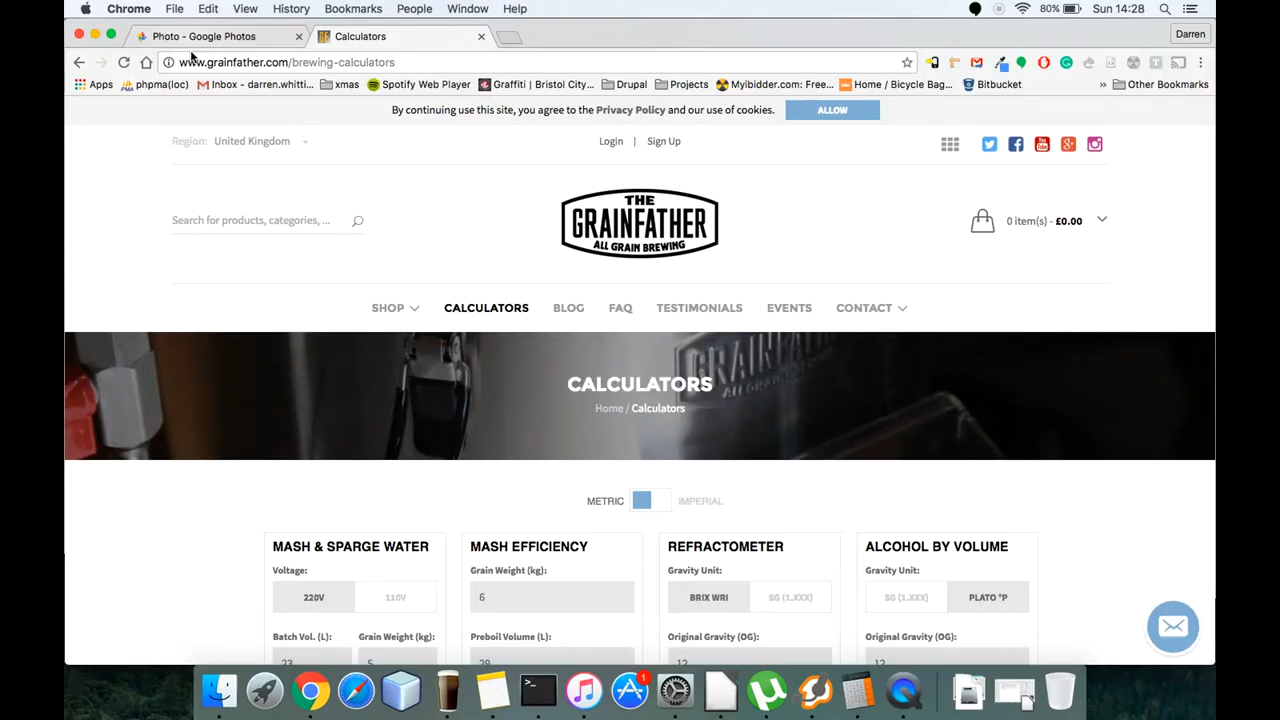 Chrome File Edit View History Bookmarks People Window Help 80% Sun 14:28
Photo - Google Photos Calculators Darren
www.grainfather.com/brewing-calculators
Apps phpma(loc) Inbox - darren.whitti... xmas Spotify Web Player Graffiti | Bristol City... Drupal Projects Myibidder.com: Free... Home / Bicycle Bag... Bitbucket » Other Bookmarks
By continuing use this site, you agree to the Privacy Policy and our use of cookies. ALLOW
Region: United Kingdom Login | Sign Up
Search for products, categories, ...
THE
GRAINFATHER
ALL GRAIN BREWING
0 item(s) - £0.00
SHOP CALCULATORS BLOG FAQ TESTIMONIALS EVENTS CONTACT
GRAINFATHER
CALCULATORS
Home / Calculators
METRIC IMPERIAL
MASH & SPARGE WATER MASH EFFICIENCY REFRACTOMETER ALCOHOL BY VOLUME
Voltage: Grain Weight (kg): Gravity Unit: Gravity Unit:
220V 110V 6 BRIX WRI SG (1.XXX) SG (1.XXX) PLATO °P
Batch Vol. (L): Grain Weight (kg): Preboil Volume (L): Original Gravity (OG): Original Gravity (OG):
23 5 29 12 12
1